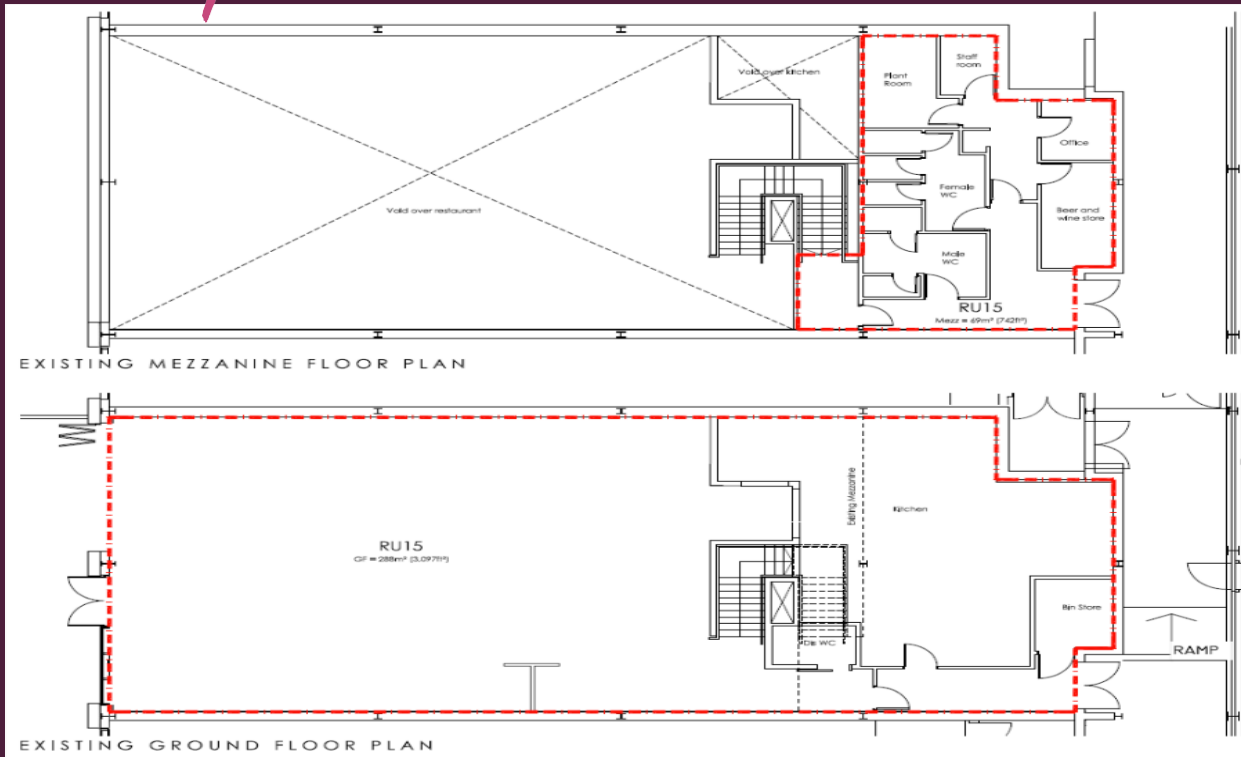 Void over kitchen
Plant
Room
Staff
room
Office
Female
WC
Beer and
wine store
Void over restaurant
Male
WC
RU15
Mezz = 69m² (742ft²)
EXISTING MEZZANINE FLOOR PLAN
Existing Mezzanine
Kitchen
RU15
GF = 288m² (3,097ft²)
Bin Store
Dis WC
RAMP
EXISTING GROUND FLOOR PLAN